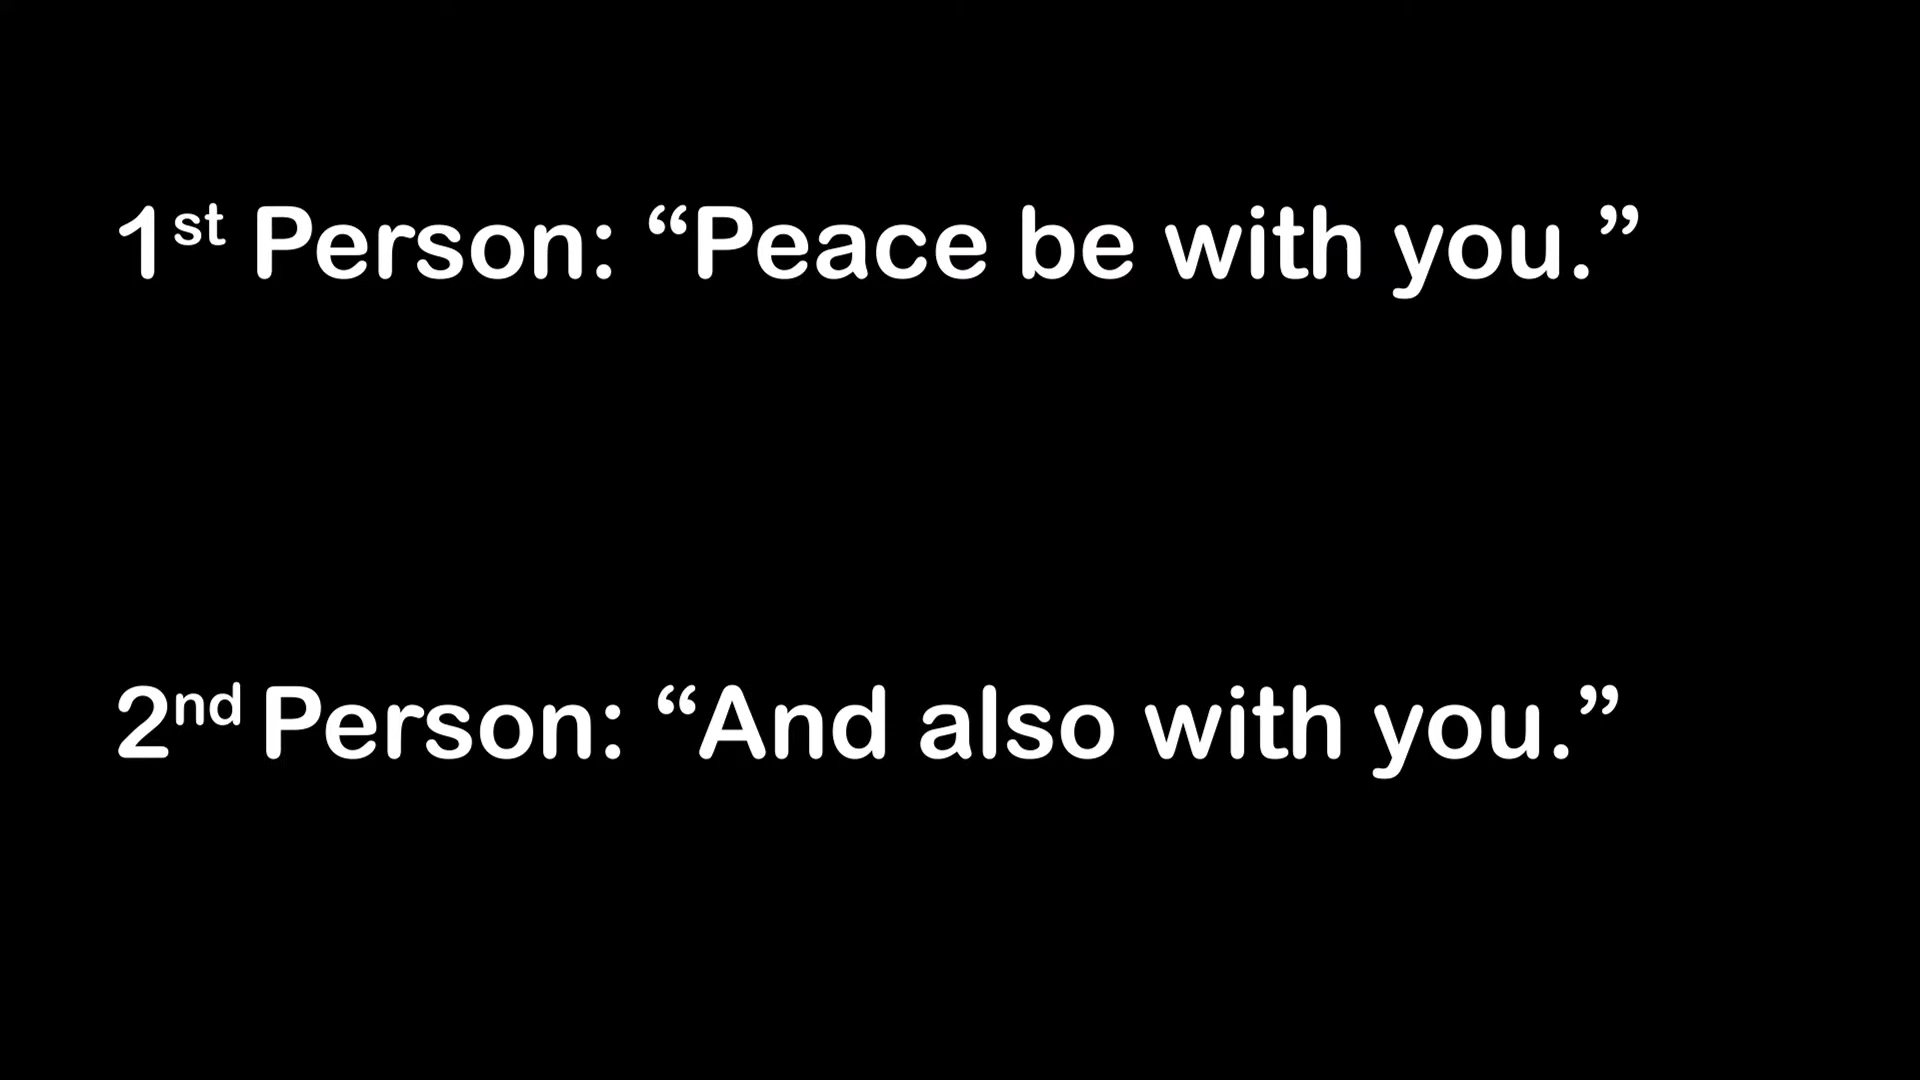 1st Person: “Peace be with you.”
2nd Person: “And also with you.”